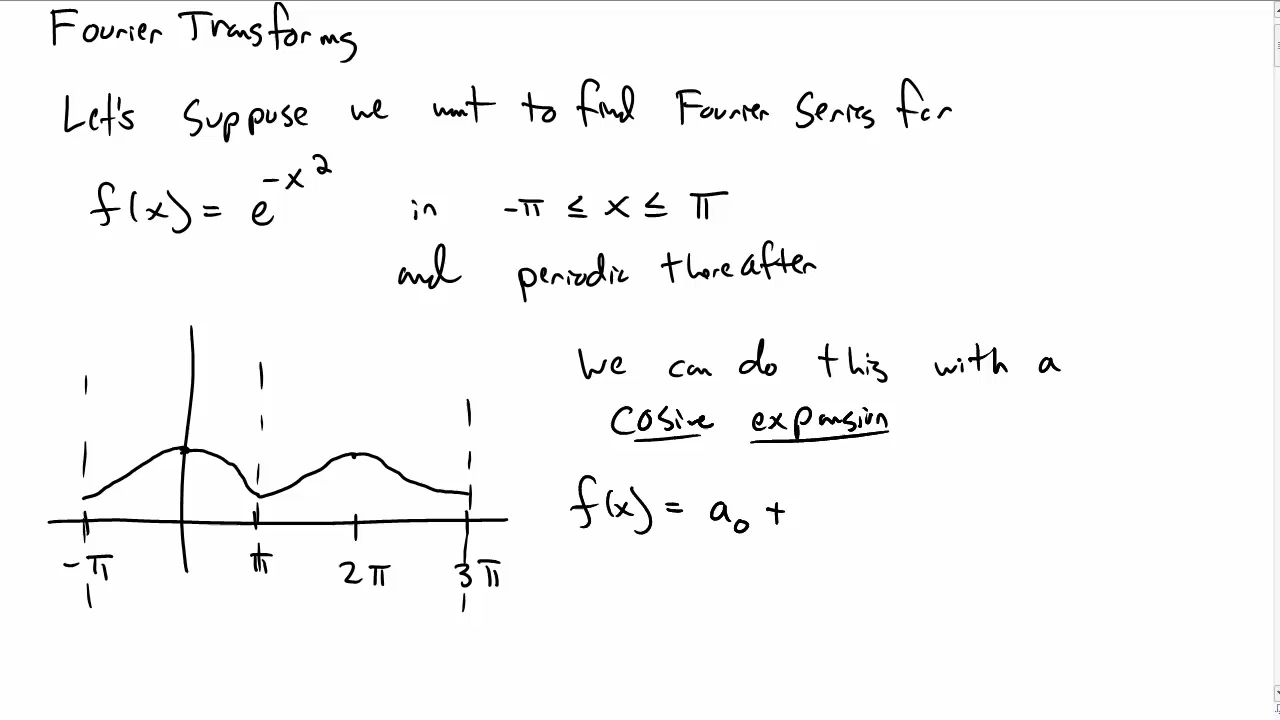 Fourier Transforms
Let's suppose we want to find Fourier Series for
f(x) = e^{-x^2} in -π ≤ x ≤ π
and periodic thereafter
We can do this with a
cosine expansion
f(x) = a₀ +
-π π 2π 3π